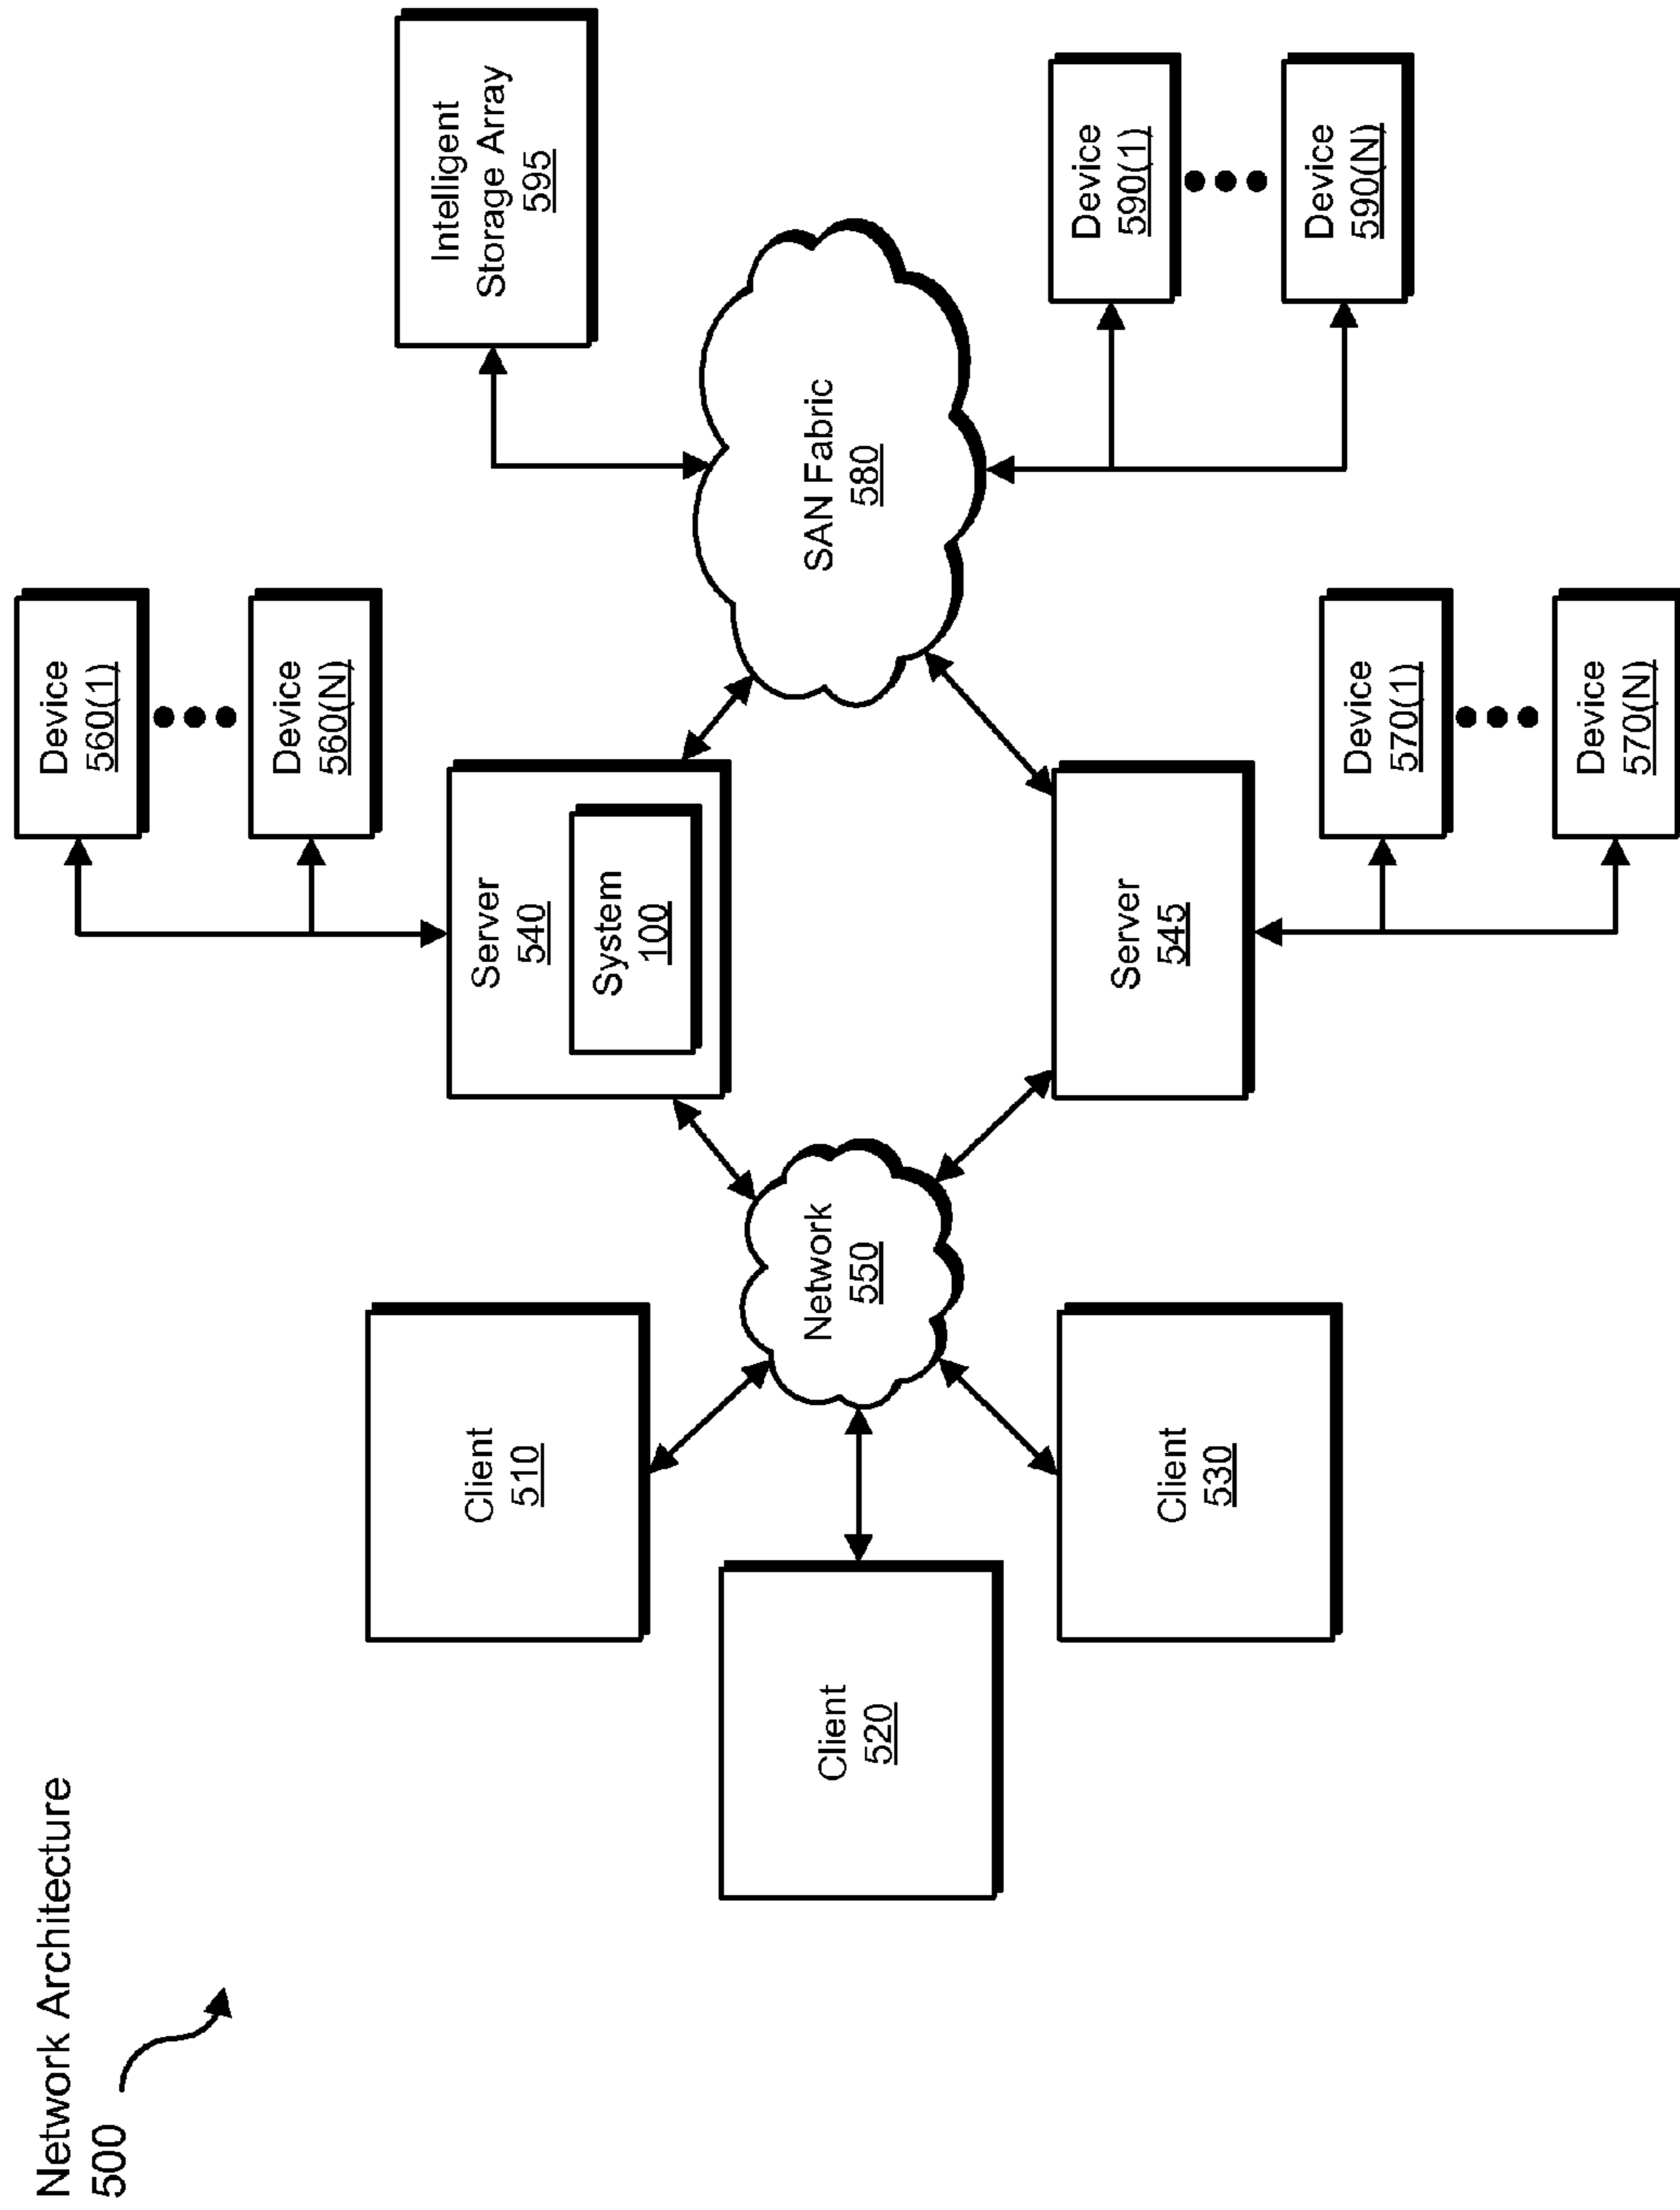 Network Architecture
500
Device
560(1)
Device
560(N)
Intelligent
Storage Array
595
Client
510
Server
540
System
100
Client
520
Network
550
SAN Fabric
580
Client
530
Server
545
Device
590(1)
Device
590(N)
Device
570(1)
Device
570(N)